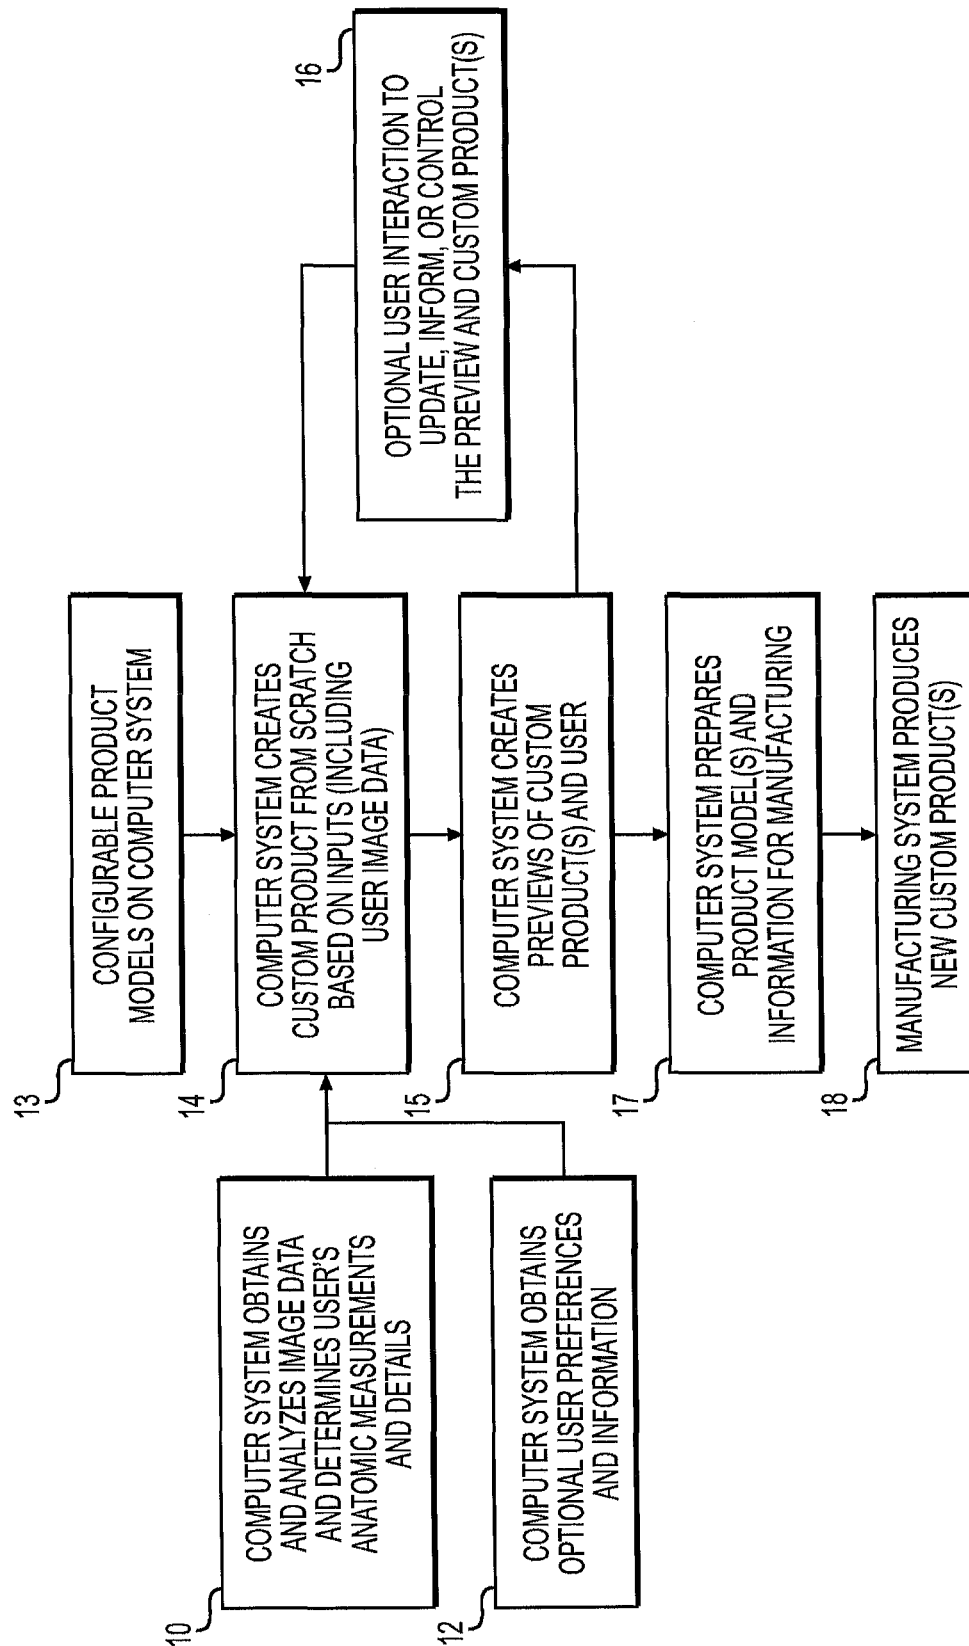 10
COMPUTER SYSTEM OBTAINS
AND ANALYZES IMAGE DATA
AND DETERMINES USER'S
ANATOMIC MEASUREMENTS
AND DETAILS
12
COMPUTER SYSTEM OBTAINS
OPTIONAL USER PREFERENCES
AND INFORMATION
13
CONFIGURABLE PRODUCT
MODELS ON COMPUTER SYSTEM
14
COMPUTER SYSTEM CREATES
CUSTOM PRODUCT FROM SCRATCH
BASED ON INPUTS (INCLUDING
USER IMAGE DATA)
15
COMPUTER SYSTEM CREATES
PREVIEWS OF CUSTOM
PRODUCT(S) AND USER
16
OPTIONAL USER INTERACTION TO
UPDATE, INFORM, OR CONTROL
THE PREVIEW AND CUSTOM PRODUCT(S)
17
COMPUTER SYSTEM PREPARES
PRODUCT MODEL(S) AND
INFORMATION FOR MANUFACTURING
18
MANUFACTURING SYSTEM PRODUCES
NEW CUSTOM PRODUCT(S)